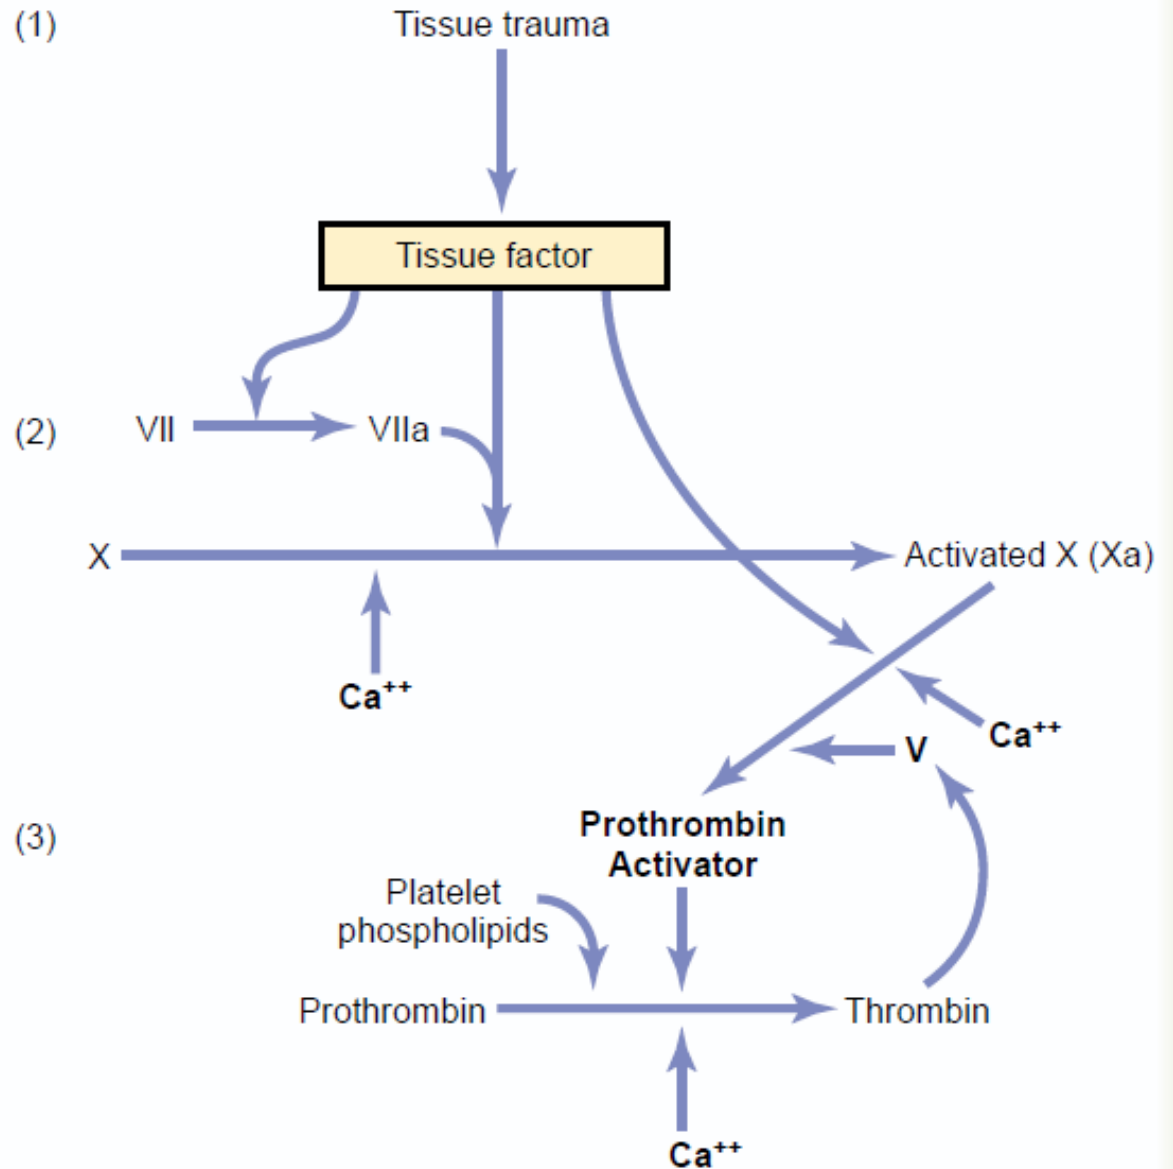 (1)
Tissue trauma
Tissue factor
(2)
VII
VIIa
X
Activated X (Xa)
Ca++
Ca++
V
(3)
Prothrombin
Activator
Platelet
phospholipids
Prothrombin
Thrombin
Ca++